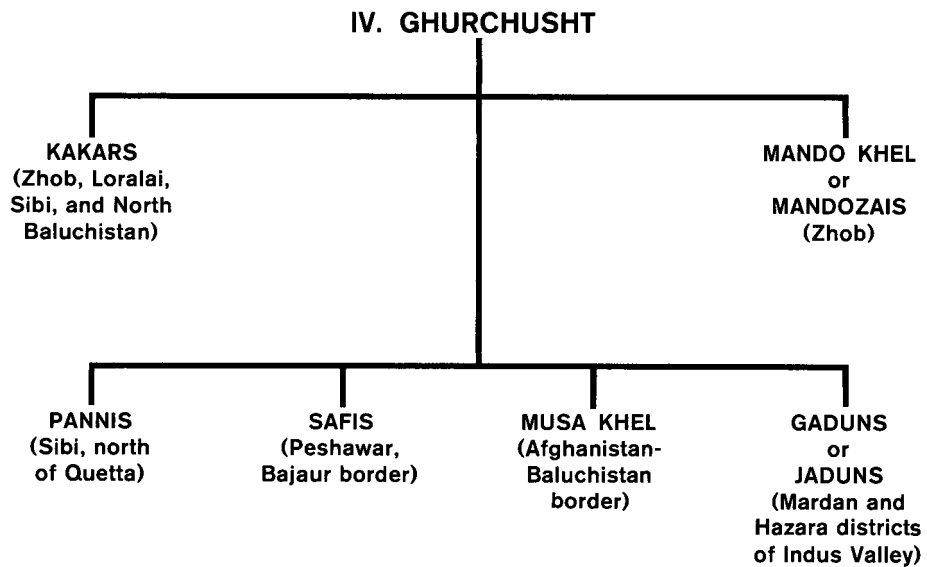 IV. GHURCHUSHT
KAKARS
(Zhob, Loralai,
Sibi, and North
Baluchistan)
MANDO KHEL
or
MANDOZAIS
(Zhob)
PANNIS
(Sibi, north
of Quetta)
SAFIS
(Peshawar,
Bajaur border)
MUSA KHEL
(Afghanistan-
Baluchistan
border)
GADUNS
or
JADUNS
(Mardan and
Hazara districts
of Indus Valley)